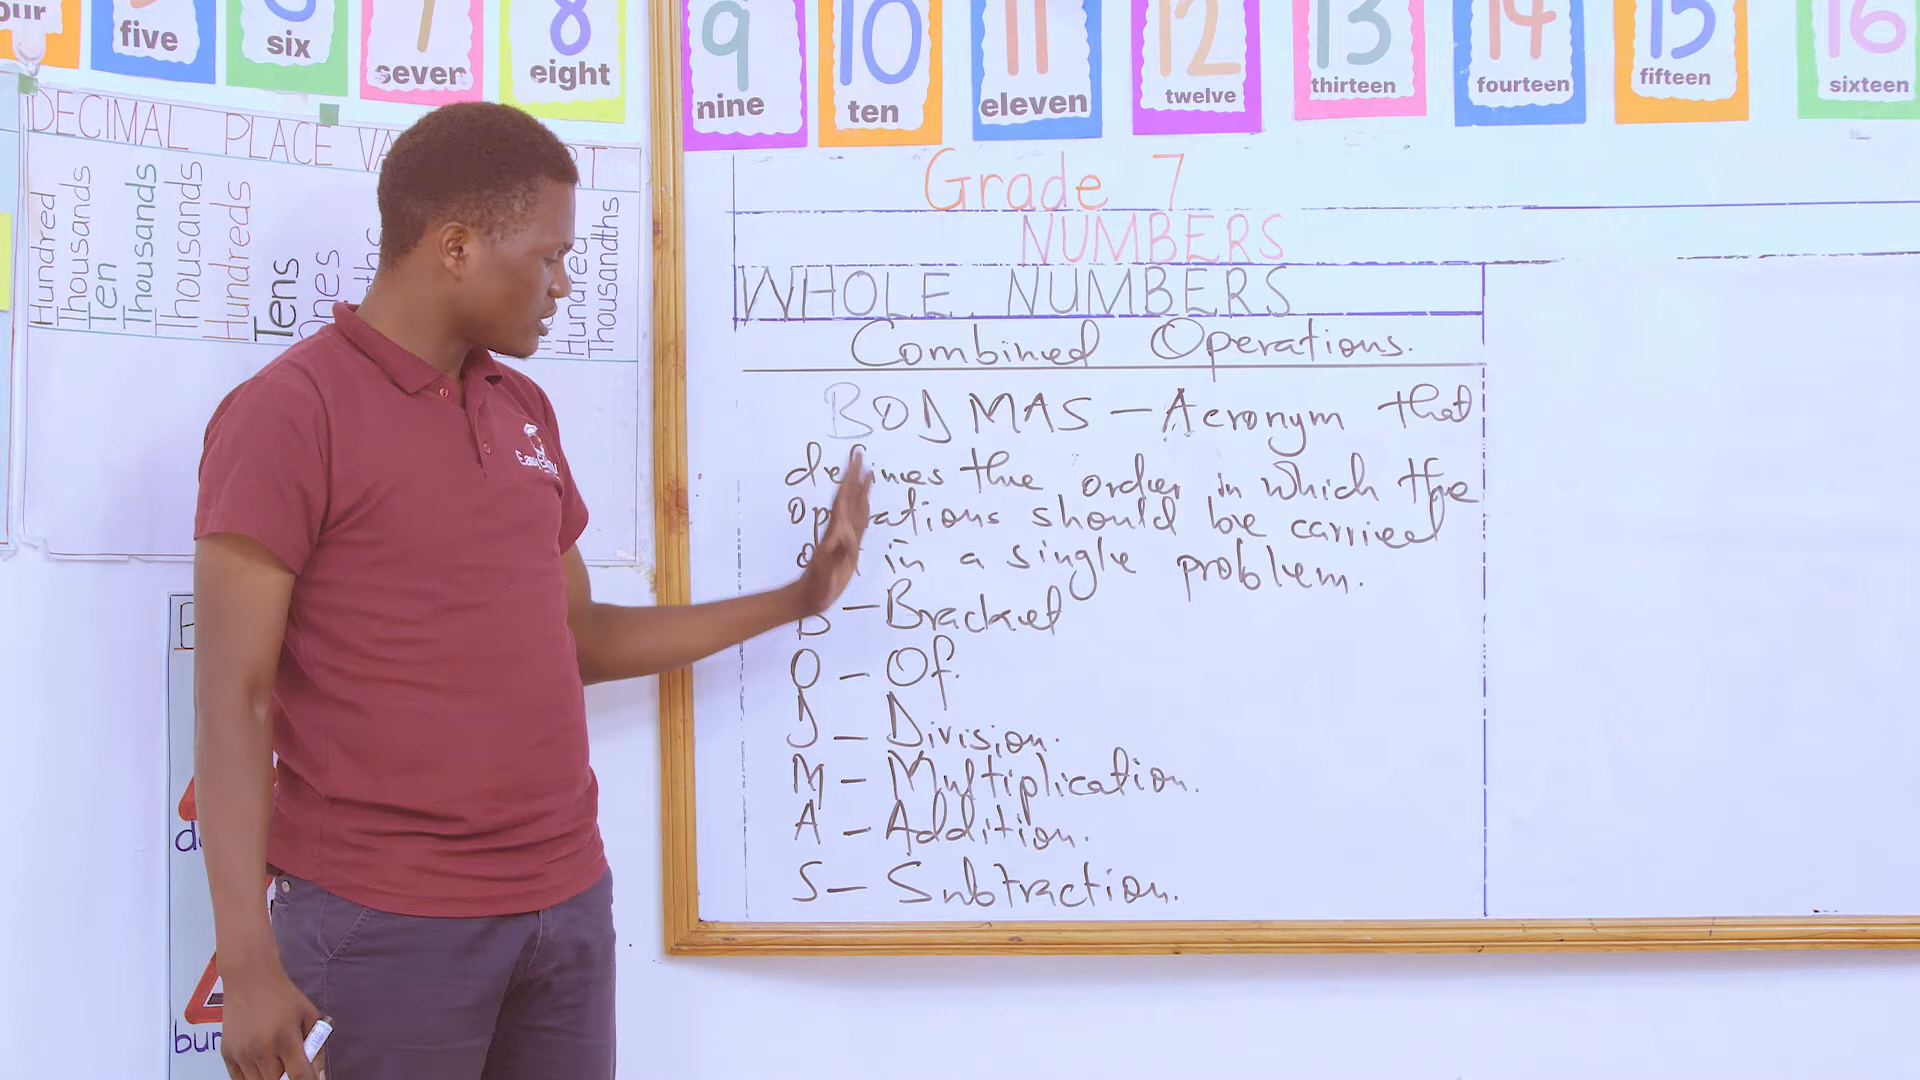 five
six
7
seven
8
eight
9
nine
10
ten
11
eleven
12
twelve
13
thirteen
14
fourteen
15
fifteen
16
sixteen
DECIMAL PLACE
Hundred
Thousands
Ten
Thousands
Thousands
Hundreds
Tens
Ones
Hundred
Thousandths
Grade 7
NUMBERS
WHOLE NUMBERS
Combined Operations.
BODMAS – Acronym that
defines the order in which the
operations should be carried
in a single problem.
B – Bracket
O – Of.
D – Division.
M – Multiplication.
A – Addition.
S – Subtraction.